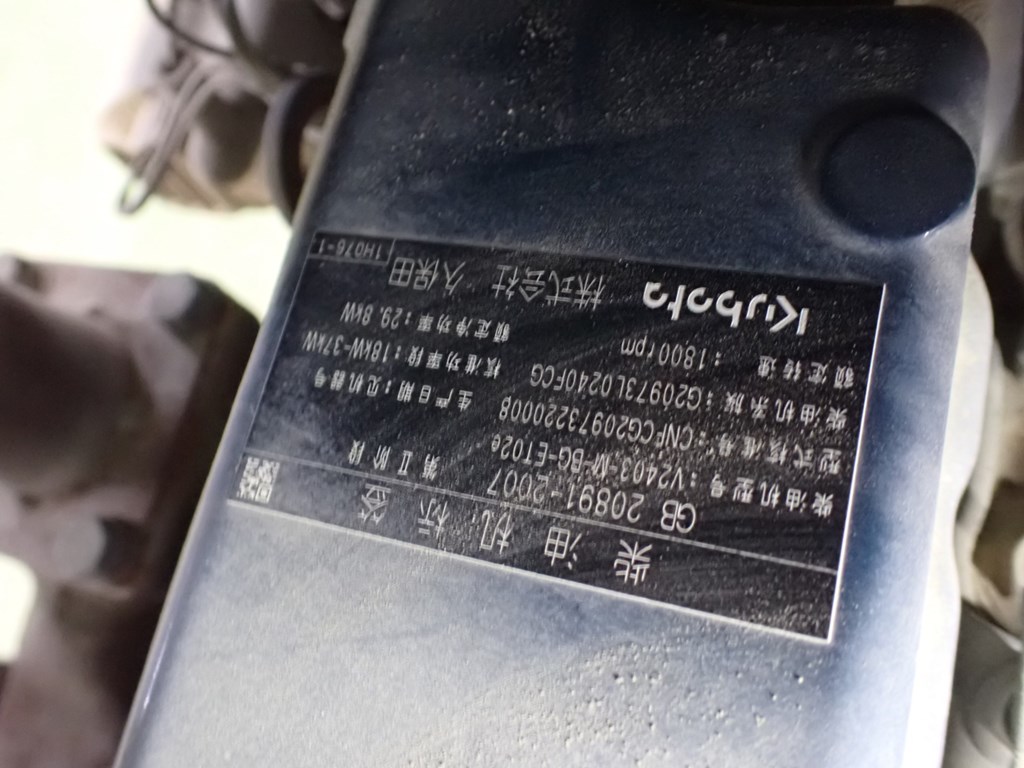 柴油机标签
GB 20891-2007 第Ⅱ阶段
柴油机型号:V2403-M-BG-ET02e
型式核准号:CNFCG2097322000B 生产日期:见机器号
柴油机系族:G20973L0240FCG 核准功率段:18kW-37kW
额定转速:1800rpm 额定净功率:29.8kW
Kubota 株式会社 久保田
1H076-1